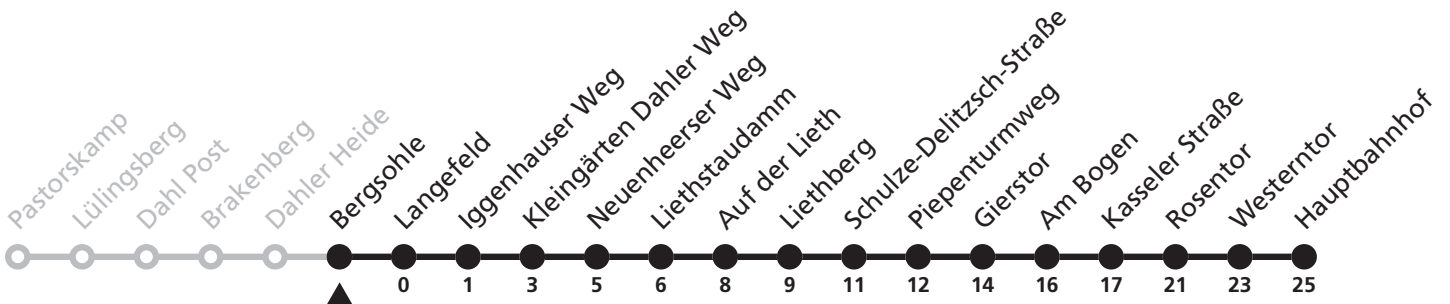 Pastorskamp
Lülingsberg
Dahl Post
Brakenberg
Dahler Heide
Bergsohle
Langefeld
Iggenhauser Weg
Kleingärten Dahler Weg
Neuenheerser Weg
Liethstaudamm
Auf der Lieth
Liethberg
Schulze-Delitzsch-Straße
Piepenturmweg
Gierstor
Am Bogen
Kasseler Straße
Rosentor
Westerntor
Hauptbahnhof
0 1 3 5 6 8 9 11 12 14 16 17 21 23 25